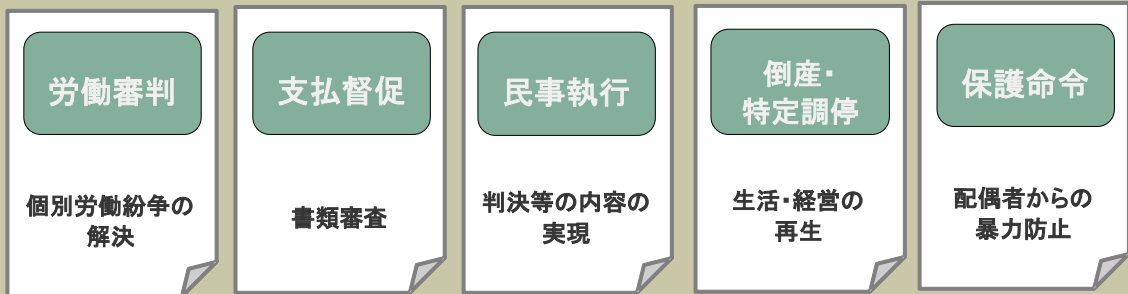 労働審判
個別労働紛争の
解決
支払督促
書類審査
民事執行
判決等の内容の
実現
倒産・
特定調停
生活・経営の
再生
保護命令
配偶者からの
暴力防止